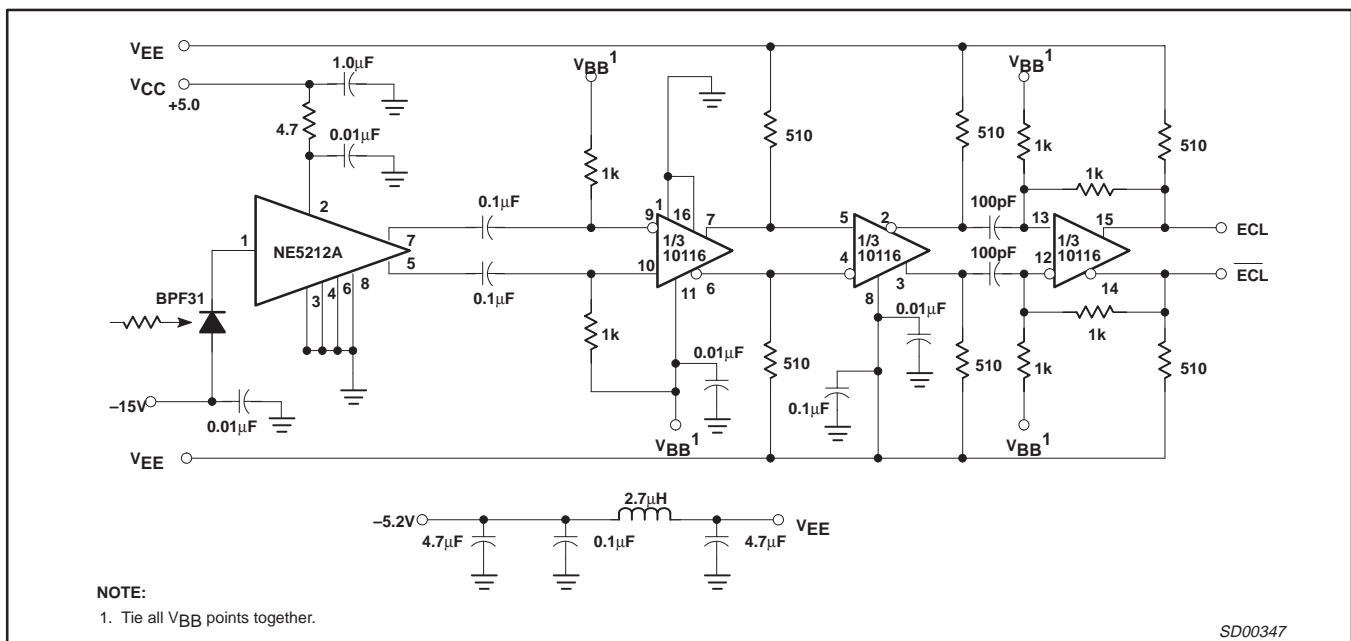 VEE
VCC
+5.0
1.0μF
4.7
0.01μF
2
1
NE5212A
7
5
3
4
6
8
BPF31
–15V
0.01μF
VEE
0.1μF
0.1μF
VBB1
1k
1k
9
1
16
7
1/3
10116
10
11
6
0.01μF
VBB1
510
510
5
2
1/3
10116
4
8
3
0.01μF
0.1μF
510
510
100pF
100pF
VBB1
1k
1k
510
13
15
1/3
10116
12
14
1k
1k
510
VBB1
ECL
ECL
–5.2V
2.7μH
VEE
4.7μF
0.1μF
4.7μF
NOTE:
1. Tie all VBB points together.
SD00347